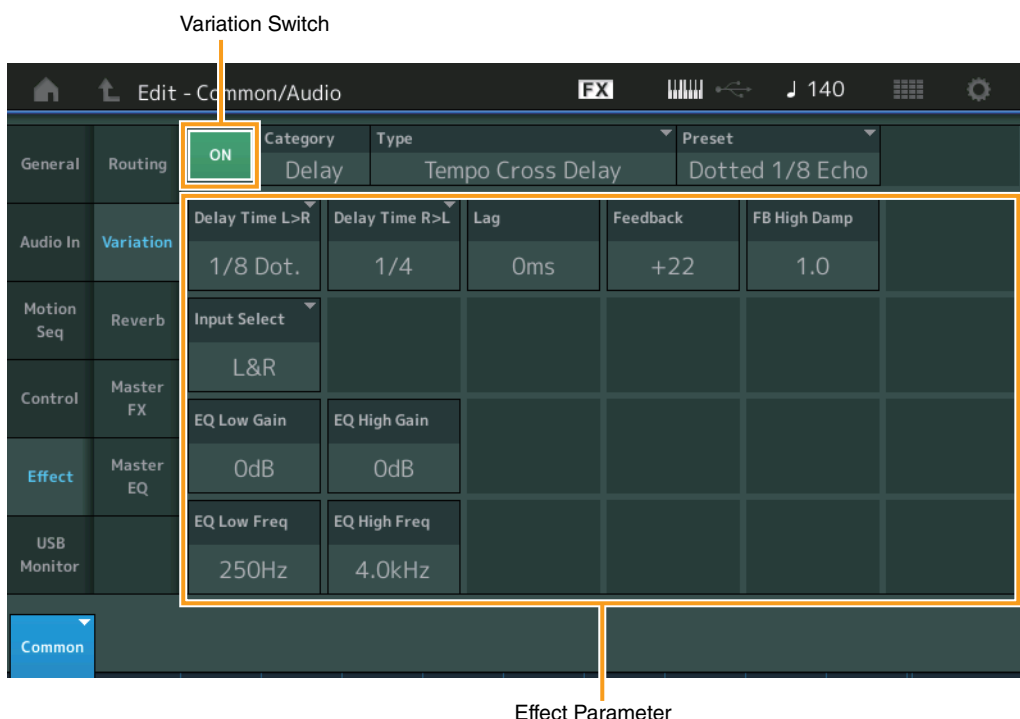 Variation Switch
Edit - Common/Audio
FX
♩ 140
General
Routing
ON
Category
Delay
Type
Tempo Cross Delay
Preset
Dotted 1/8 Echo
Audio In
Variation
Delay Time L>R
1/8 Dot.
Delay Time R>L
1/4
Lag
0ms
Feedback
+22
FB High Damp
1.0
Motion
Seq
Reverb
Input Select
L&R
Control
Master
FX
EQ Low Gain
0dB
EQ High Gain
0dB
Effect
Master
EQ
EQ Low Freq
250Hz
EQ High Freq
4.0kHz
USB
Monitor
Common
Effect Parameter